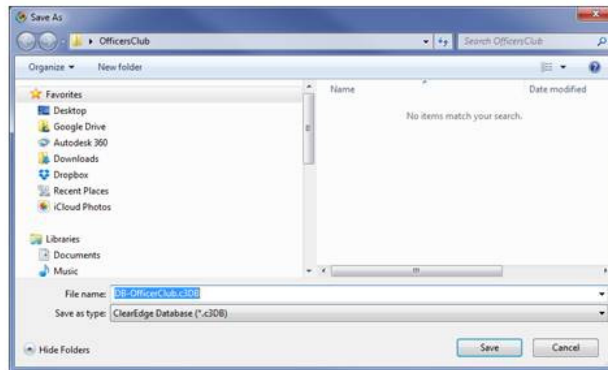 Save As
OfficersClub
Search OfficersClub
Organize
New folder
Name
Date modified
No items match your search.
Favorites
Desktop
Google Drive
Autodesk 360
Downloads
Dropbox
Recent Places
iCloud Photos
Libraries
Documents
Music
File name: DB-OfficerClub.c3DB
Save as type: ClearEdge Database (*.c3DB)
Hide Folders
Save
Cancel